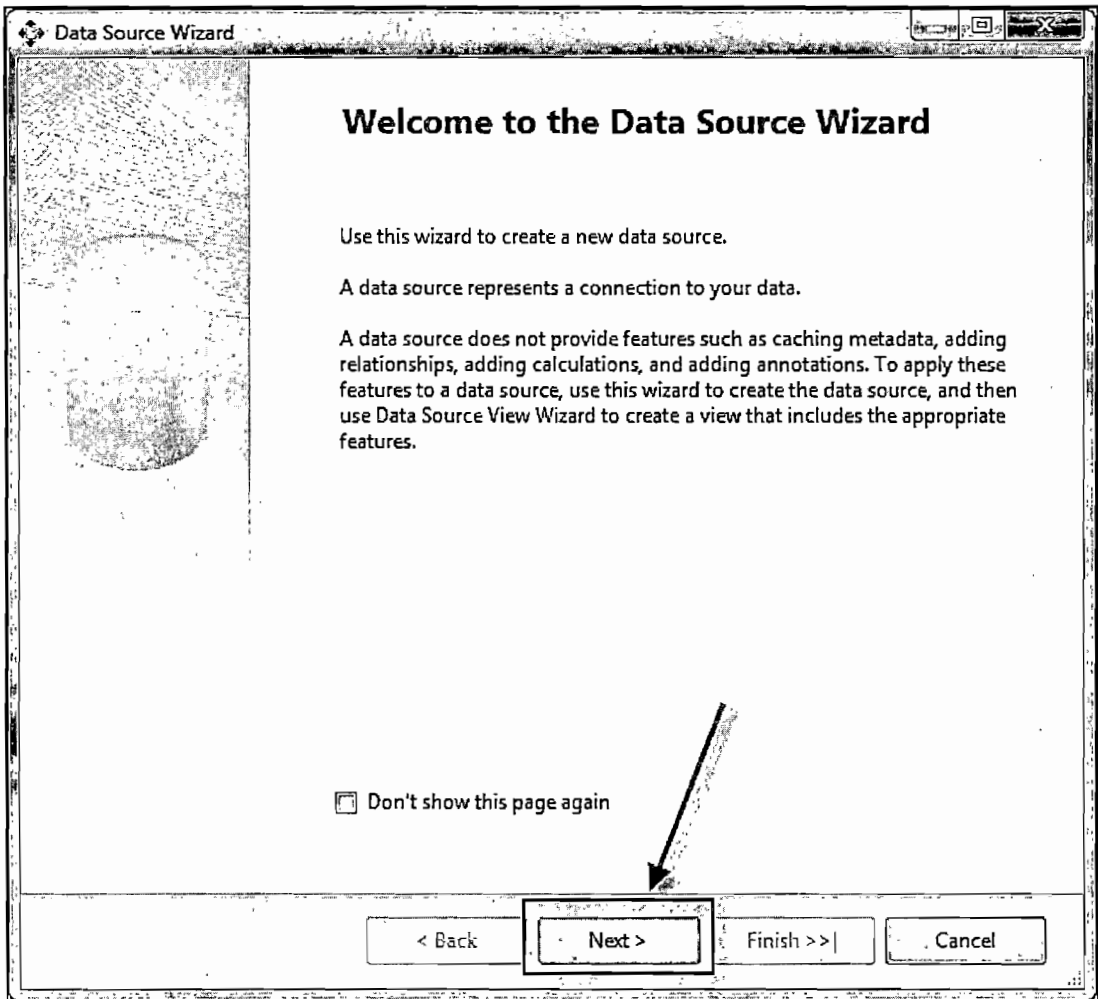 Data Source Wizard
Welcome to the Data Source Wizard
Use this wizard to create a new data source.
A data source represents a connection to your data.
A data source does not provide features such as caching metadata, adding
relationships, adding calculations, and adding annotations. To apply these
features to a data source, use this wizard to create the data source, and then
use Data Source View Wizard to create a view that includes the appropriate
features.
Don't show this page again
< Back
Next >
Finish >>|
Cancel